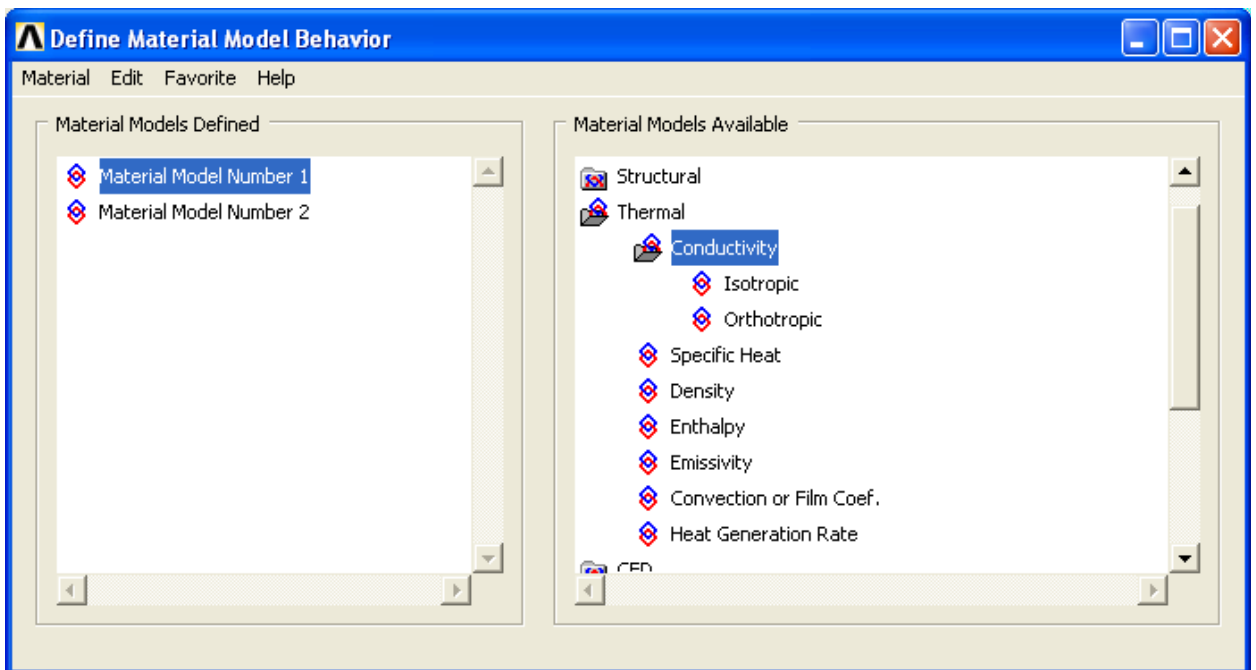 Define Material Model Behavior
Material Edit Favorite Help
Material Models Defined
Material Model Number 1
Material Model Number 2
Material Models Available
Structural
Thermal
Conductivity
Isotropic
Orthotropic
Specific Heat
Density
Enthalpy
Emissivity
Convection or Film Coef.
Heat Generation Rate
CFD